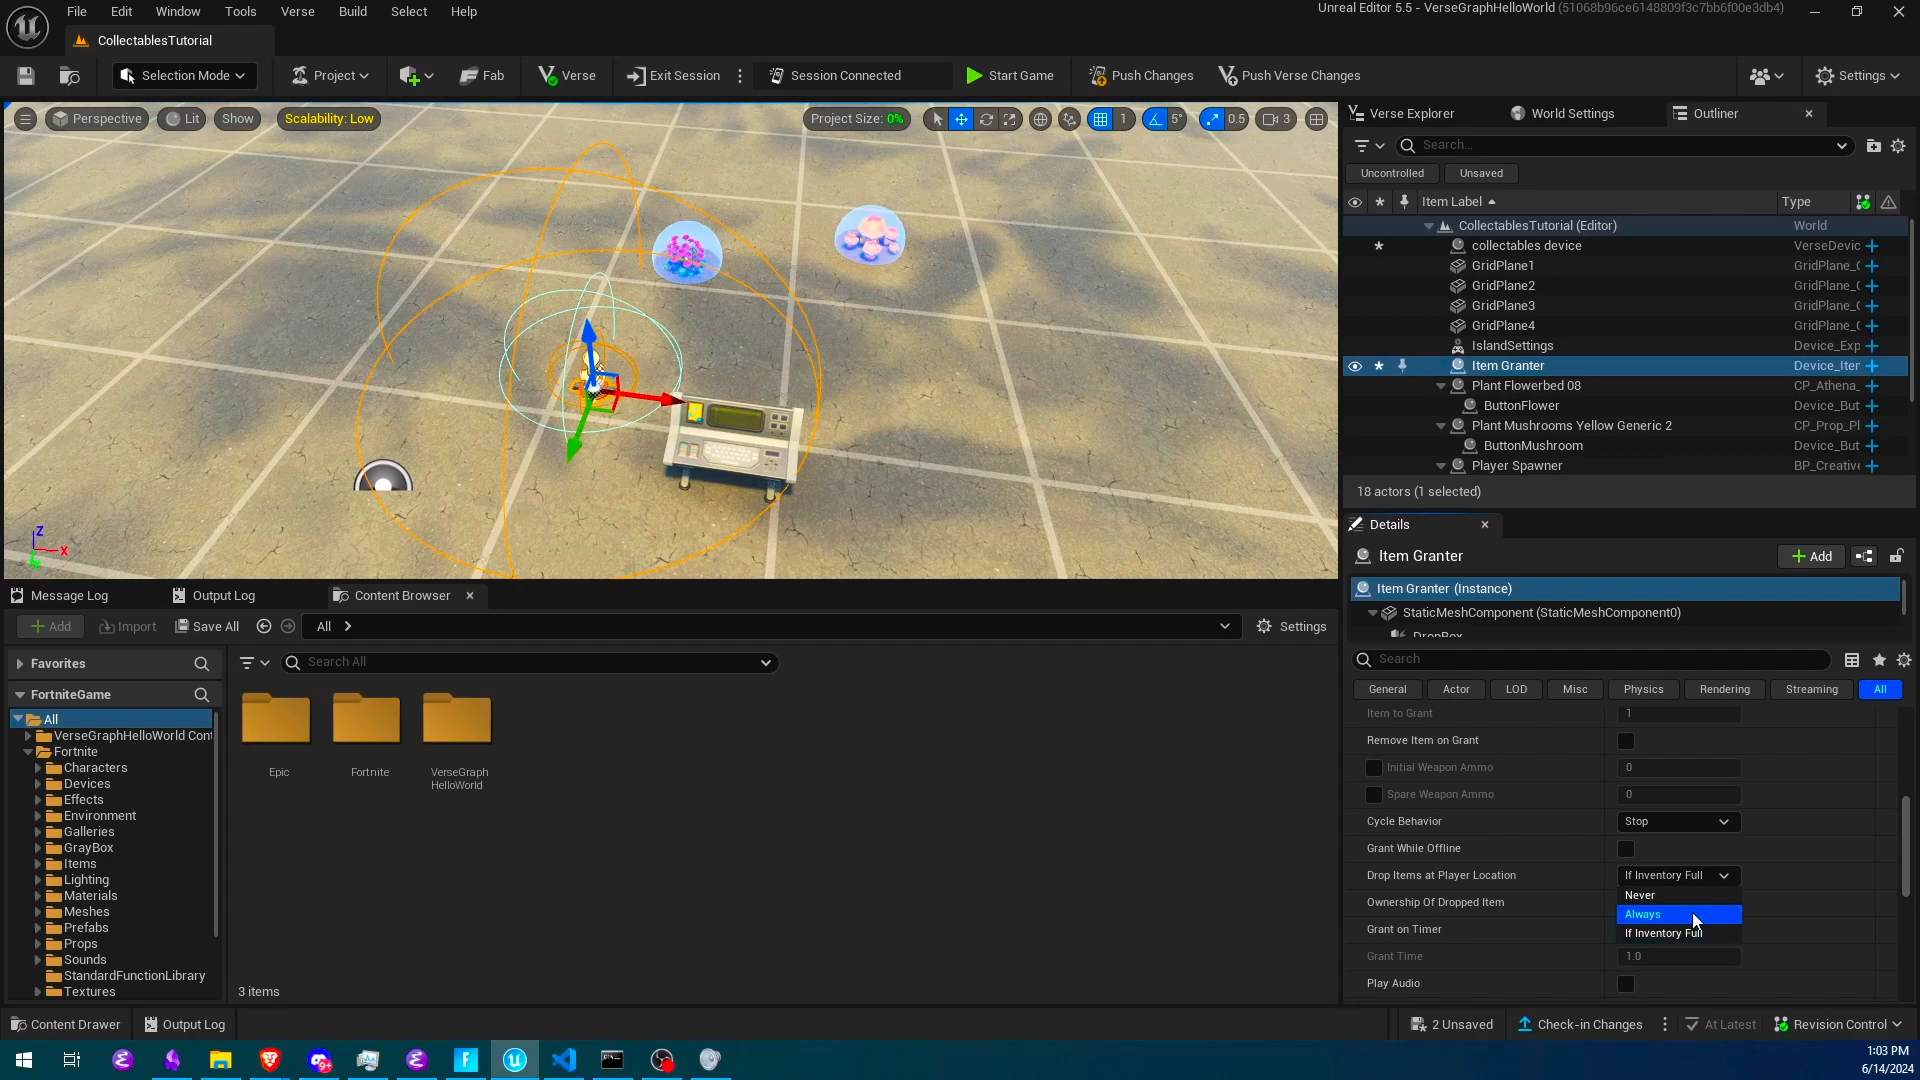 File Edit Window Tools Verse Build Select Help
Unreal Editor 5.5 - VerseGraphHelloWorld (51068b96ce6148809f3c7bb6f00e3db4)
CollectablesTutorial
Selection Mode Project Fab Verse Exit Session Session Connected Start Game Push Changes Push Verse Changes Settings
Perspective Lit Show Scalability: Low Project Size: 0% 1 5° 0.5 3
Verse Explorer World Settings Outliner
Search...
Uncontrolled Unsaved
Item Label Type
CollectablesTutorial (Editor) World
collectables device VerseDevic
GridPlane1 GridPlane_C
GridPlane2 GridPlane_C
GridPlane3 GridPlane_C
GridPlane4 GridPlane_C
IslandSettings Device_Exp
Item Granter Device_Iter
Plant Flowerbed 08 CP_Athena_
ButtonFlower Device_But
Plant Mushrooms Yellow Generic 2 CP_Prop_Pl
ButtonMushroom Device_But
Player Spawner BP_Creative
18 actors (1 selected)
Z
X
Details
Item Granter Add
Item Granter (Instance)
StaticMeshComponent (StaticMeshComponent0)
DropBox
Search
General Actor LOD Misc Physics Rendering Streaming All
Item to Grant 1
Remove Item on Grant
Initial Weapon Ammo 0
Spare Weapon Ammo 0
Cycle Behavior Stop
Grant While Offline
Drop Items at Player Location If Inventory Full
Never
Ownership Of Dropped Item
Always
Grant on Timer
If Inventory Full
Grant Time 1.0
Play Audio
Message Log Output Log Content Browser
Add Import Save All All Settings
Favorites
Search All
FortniteGame
All
VerseGraphHelloWorld Cont
Fortnite
Characters
Devices
Effects
Environment
Galleries
GrayBox
Items
Lighting
Materials
Meshes
Prefabs
Props
Sounds
StandardFunctionLibrary
Textures
Epic
Fortnite
VerseGraph
HelloWorld
3 items
Content Drawer Output Log 2 Unsaved Check-in Changes At Latest Revision Control
9+
1:03 PM
6/14/2024